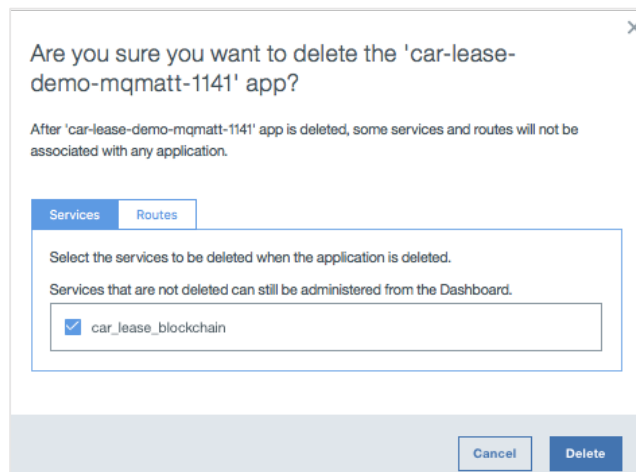 Are you sure you want to delete the 'car-lease-
demo-mqmatt-1141' app?
After 'car-lease-demo-mqmatt-1141' app is deleted, some services and routes will not be
associated with any application.
Services
Routes
Select the services to be deleted when the application is deleted.
Services that are not deleted can still be administered from the Dashboard.
car_lease_blockchain
Cancel
Delete